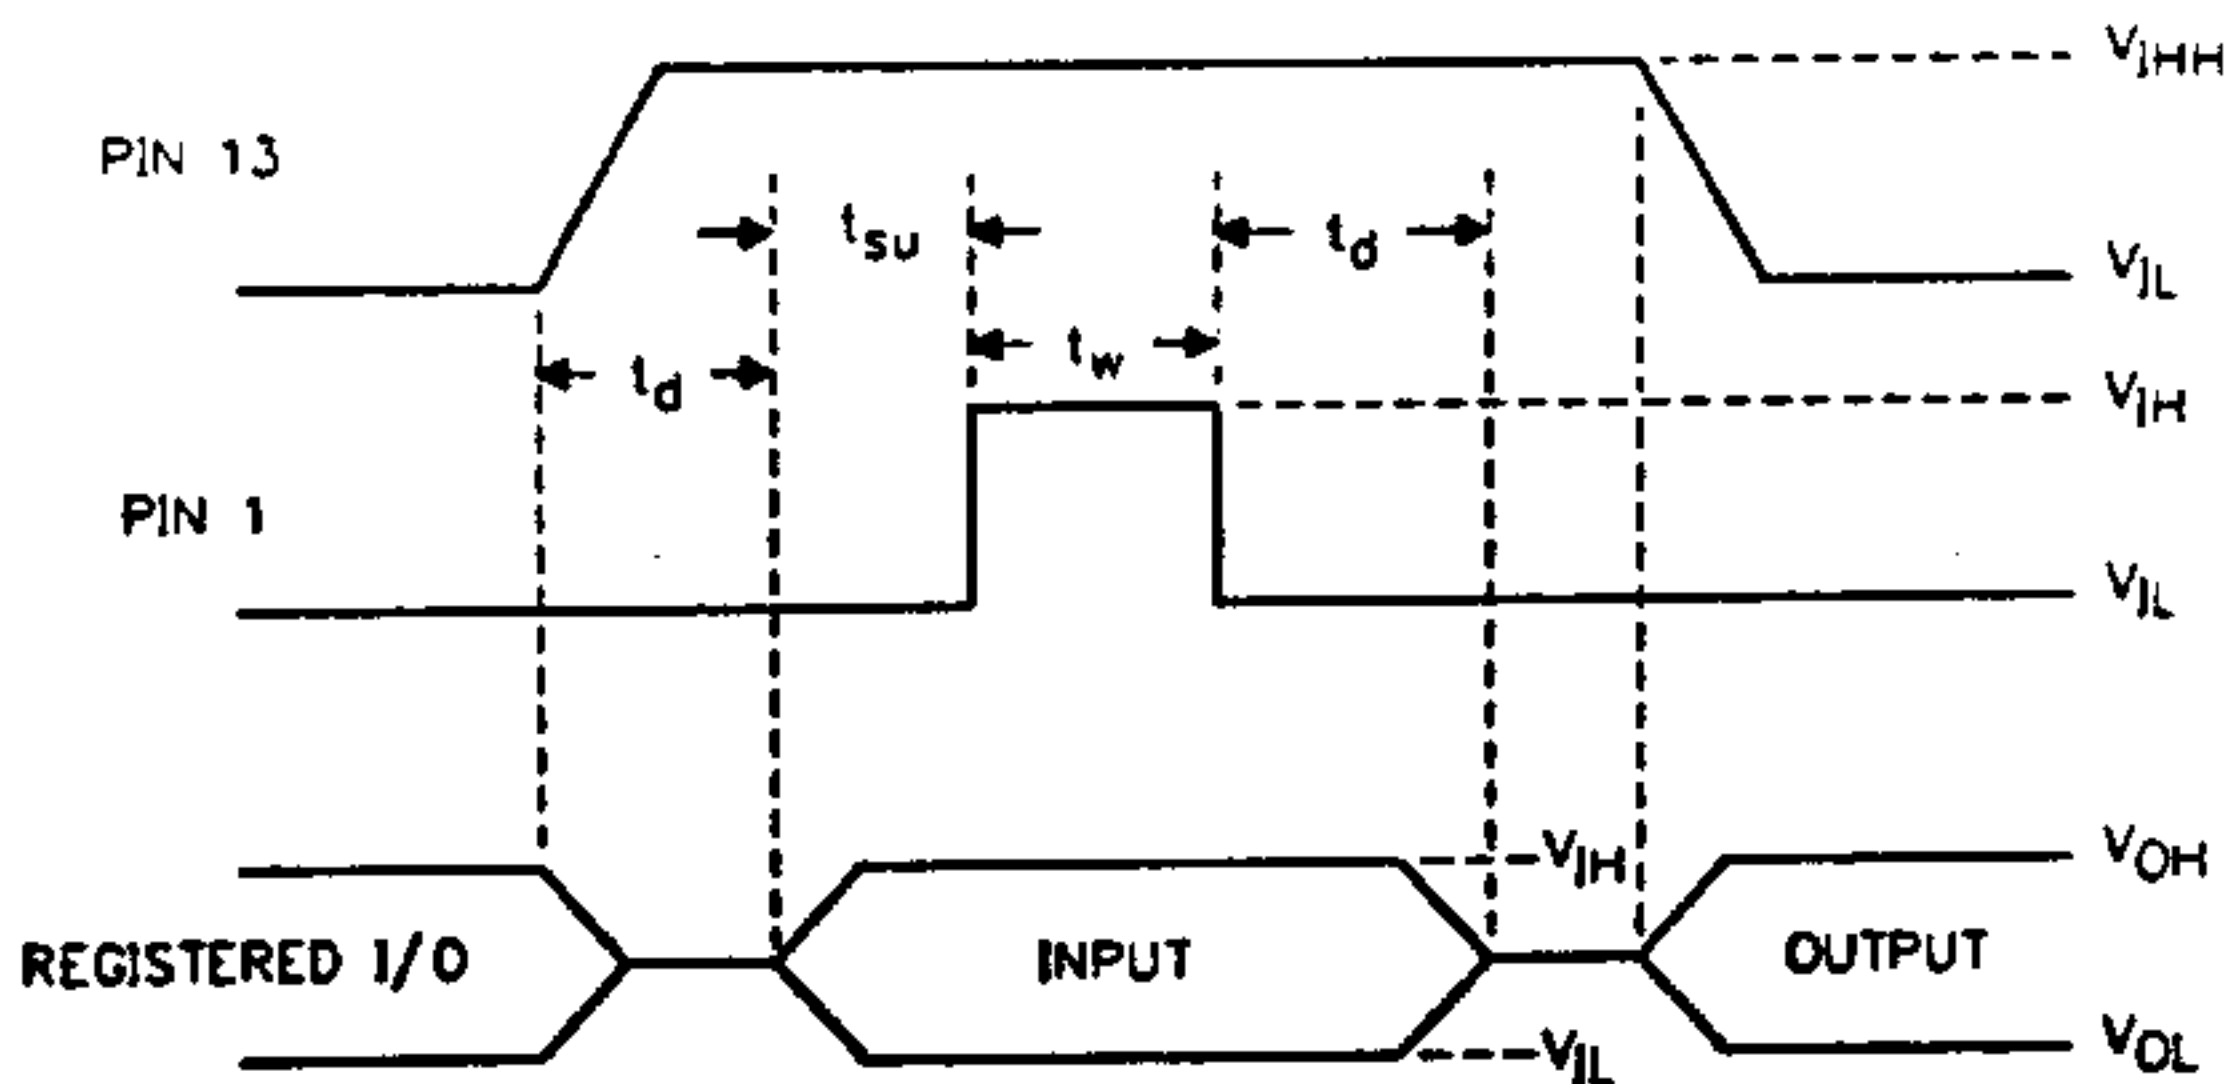 VIHH
PIN 13
tsu
td
VIL
tw
td
VIH
PIN 1
VIL
VIH
VOH
REGISTERED I/O
INPUT
OUTPUT
VIL
VOL